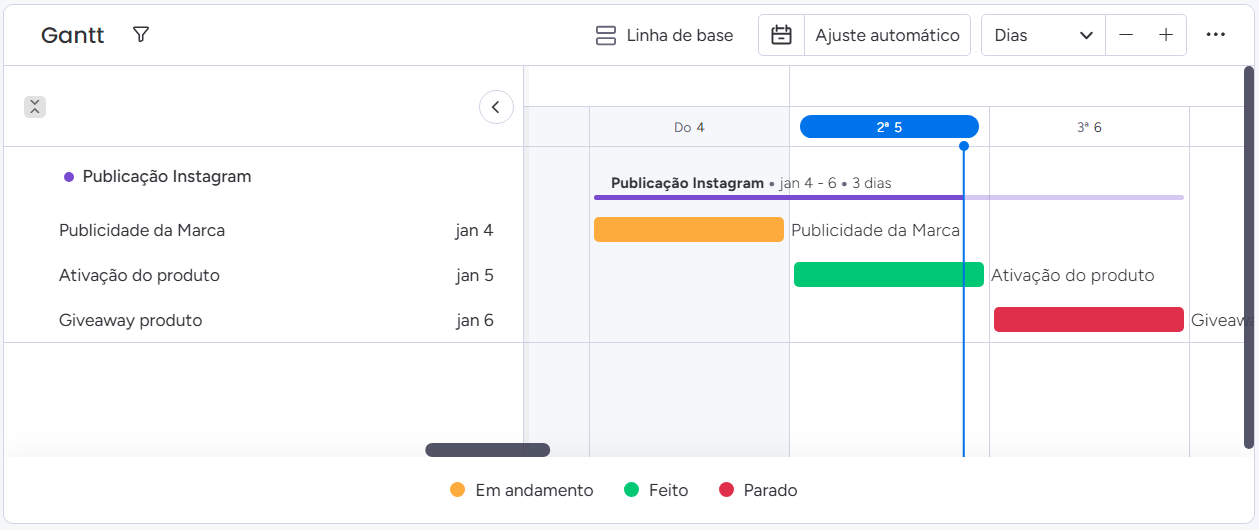 Gantt
Linha de base
Ajuste automático
Dias
Do 4
2ª 5
3ª 6
Publicação Instagram
Publicação Instagram • jan 4 - 6 • 3 dias
Publicidade da Marca jan 4
Publicidade da Marca
Ativação do produto jan 5
Ativação do produto
Giveaway produto jan 6
Giveaw
Em andamento
Feito
Parado